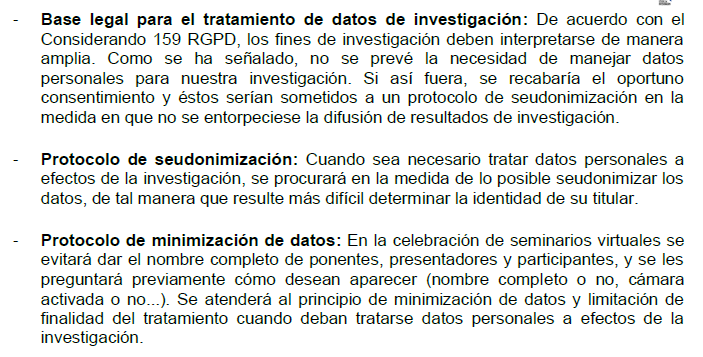 - Base legal para el tratamiento de datos de investigación: De acuerdo con el
Considerando 159 RGPD, los fines de investigación deben interpretarse de manera
amplia. Como se ha señalado, no se prevé la necesidad de manejar datos
personales para nuestra investigación. Si así fuera, se recabaría el oportuno
consentimiento y éstos serían sometidos a un protocolo de seudonimización en la
medida en que no se entorpeciese la difusión de resultados de investigación.
- Protocolo de seudonimización: Cuando sea necesario tratar datos personales a
efectos de la investigación, se procurará en la medida de lo posible seudonimizar los
datos, de tal manera que resulte más difícil determinar la identidad de su titular.
- Protocolo de minimización de datos: En la celebración de seminarios virtuales se
evitará dar el nombre completo de ponentes, presentadores y participantes, y se les
preguntará previamente cómo desean aparecer (nombre completo o no, cámara
activada o no...). Se atenderá al principio de minimización de datos y limitación de
finalidad del tratamiento cuando deban tratarse datos personales a efectos de la
investigación.